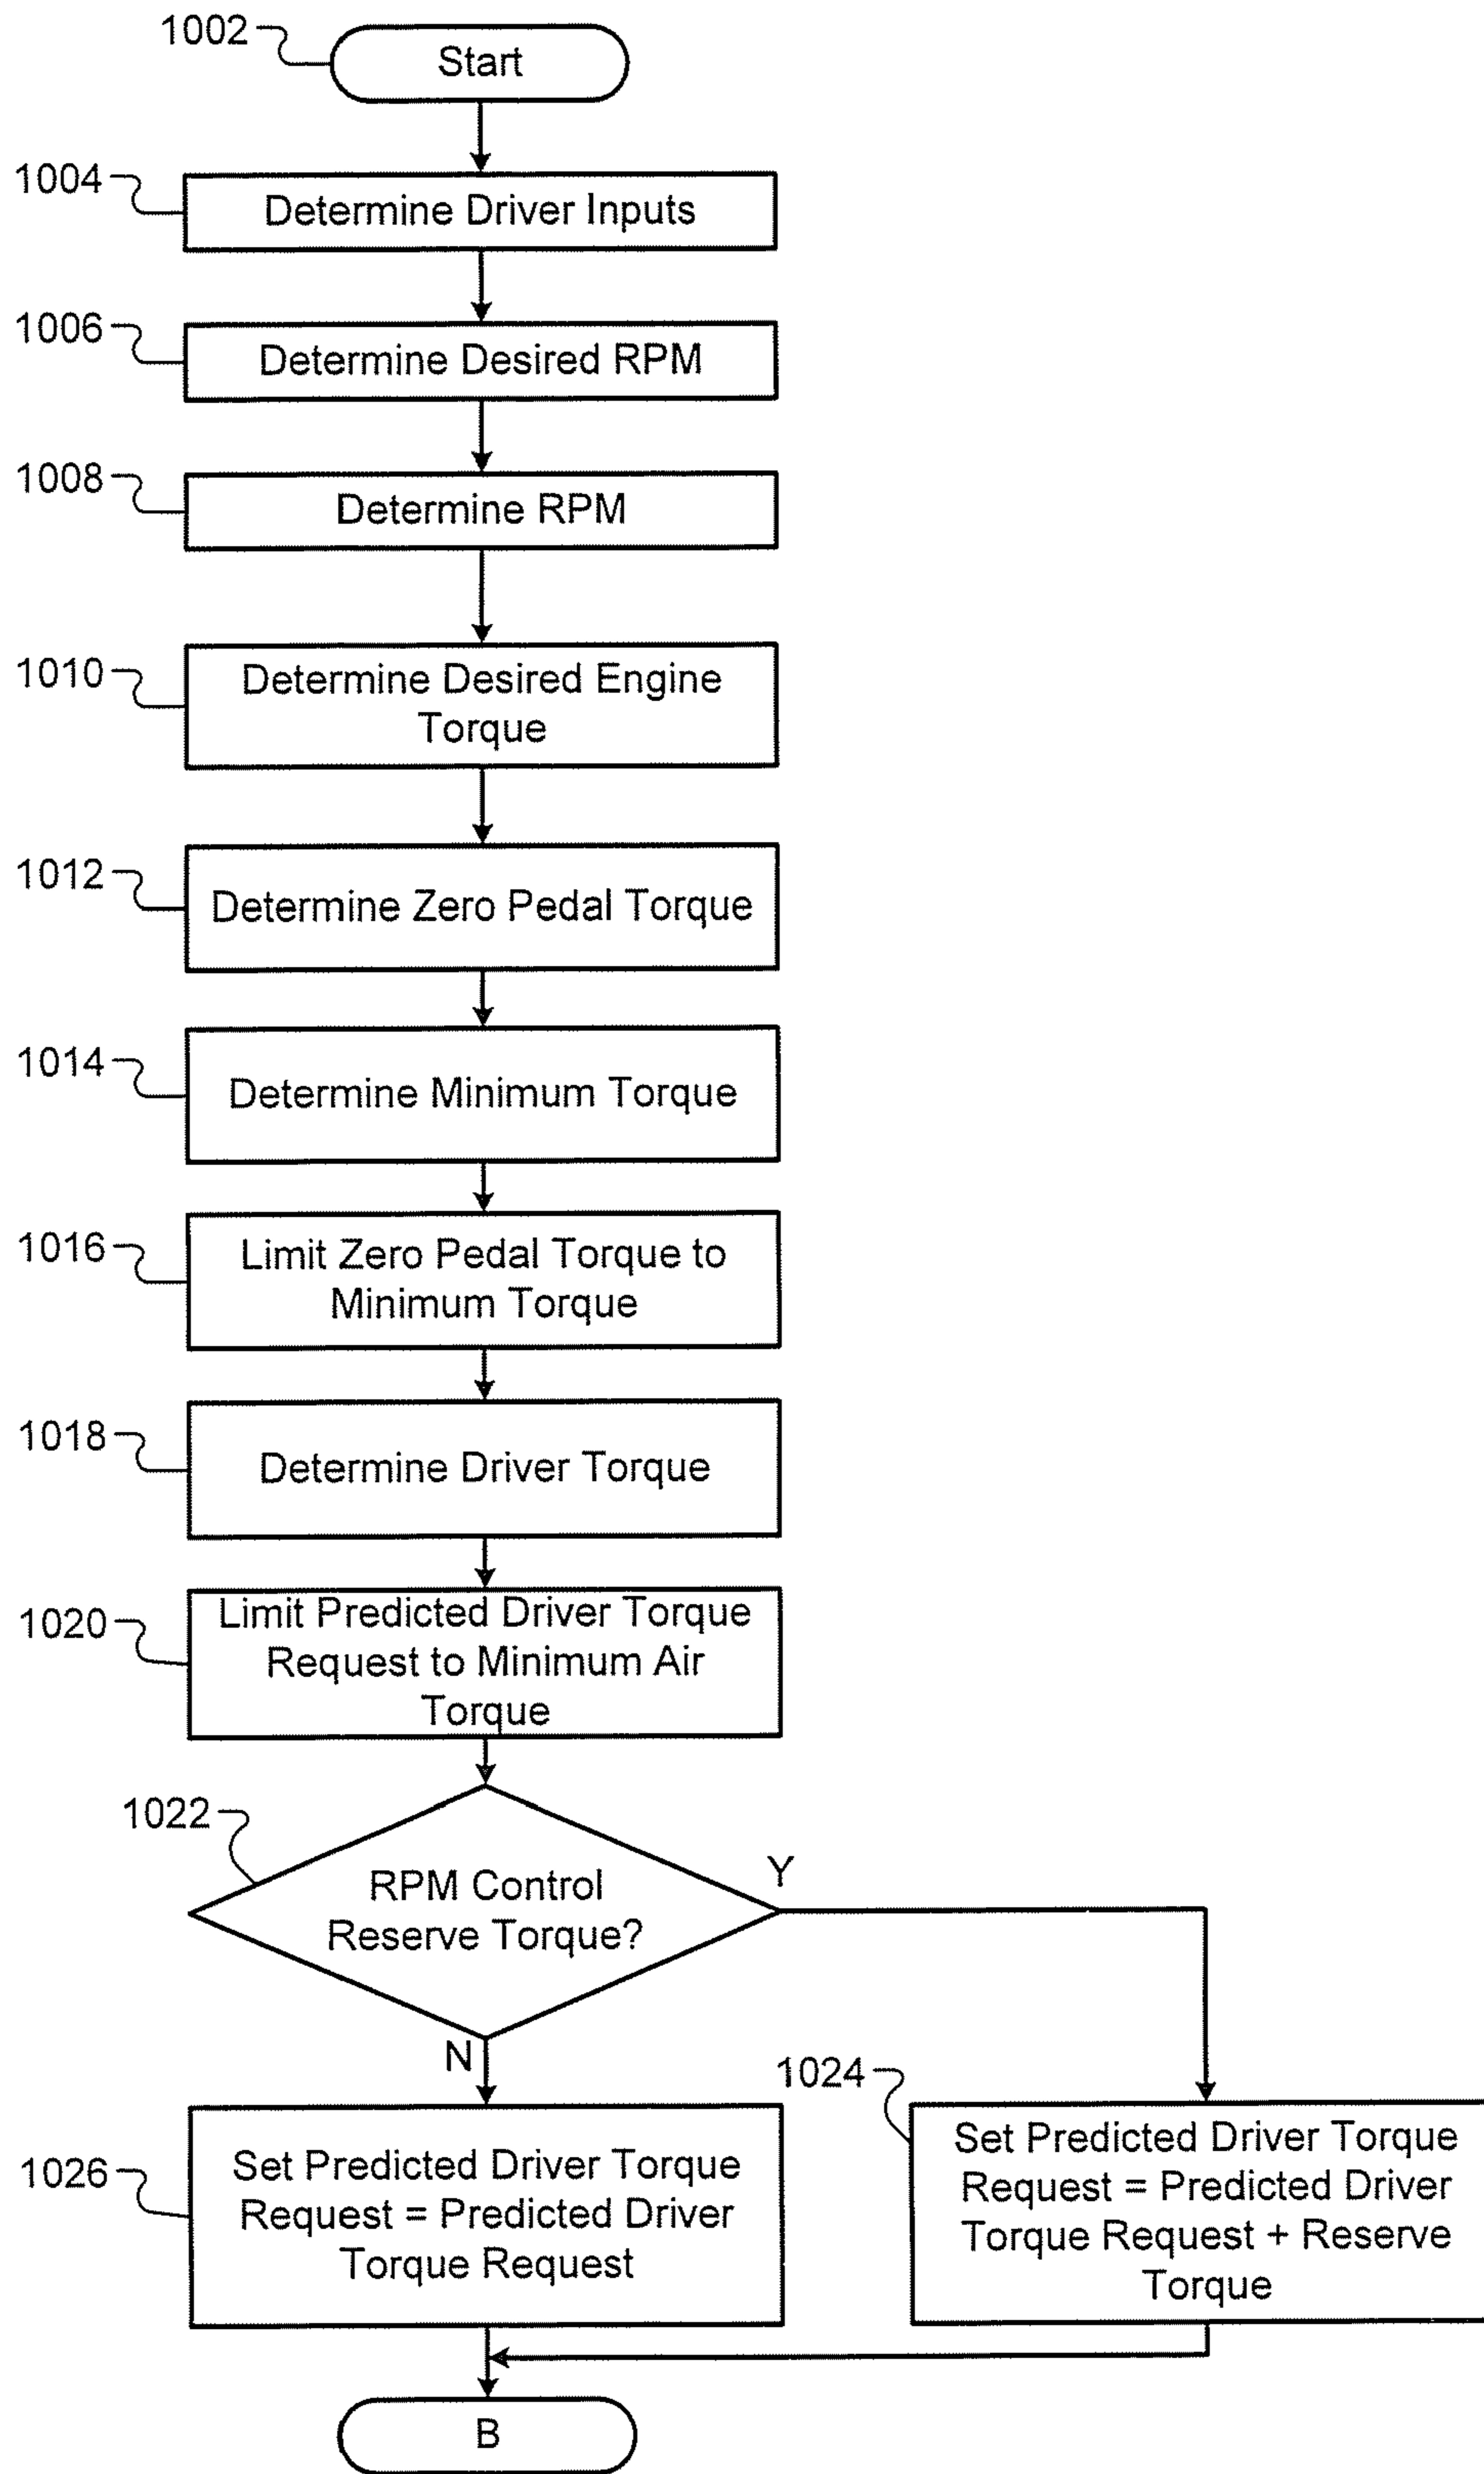 1002
Start
1004
Determine Driver Inputs
1006
Determine Desired RPM
1008
Determine RPM
1010
Determine Desired Engine
Torque
1012
Determine Zero Pedal Torque
1014
Determine Minimum Torque
1016
Limit Zero Pedal Torque to
Minimum Torque
1018
Determine Driver Torque
1020
Limit Predicted Driver Torque
Request to Minimum Air
Torque
1022
RPM Control
Reserve Torque?
Y
N
1026
Set Predicted Driver Torque
Request = Predicted Driver
Torque Request
1024
Set Predicted Driver Torque
Request = Predicted Driver
Torque Request + Reserve
Torque
B